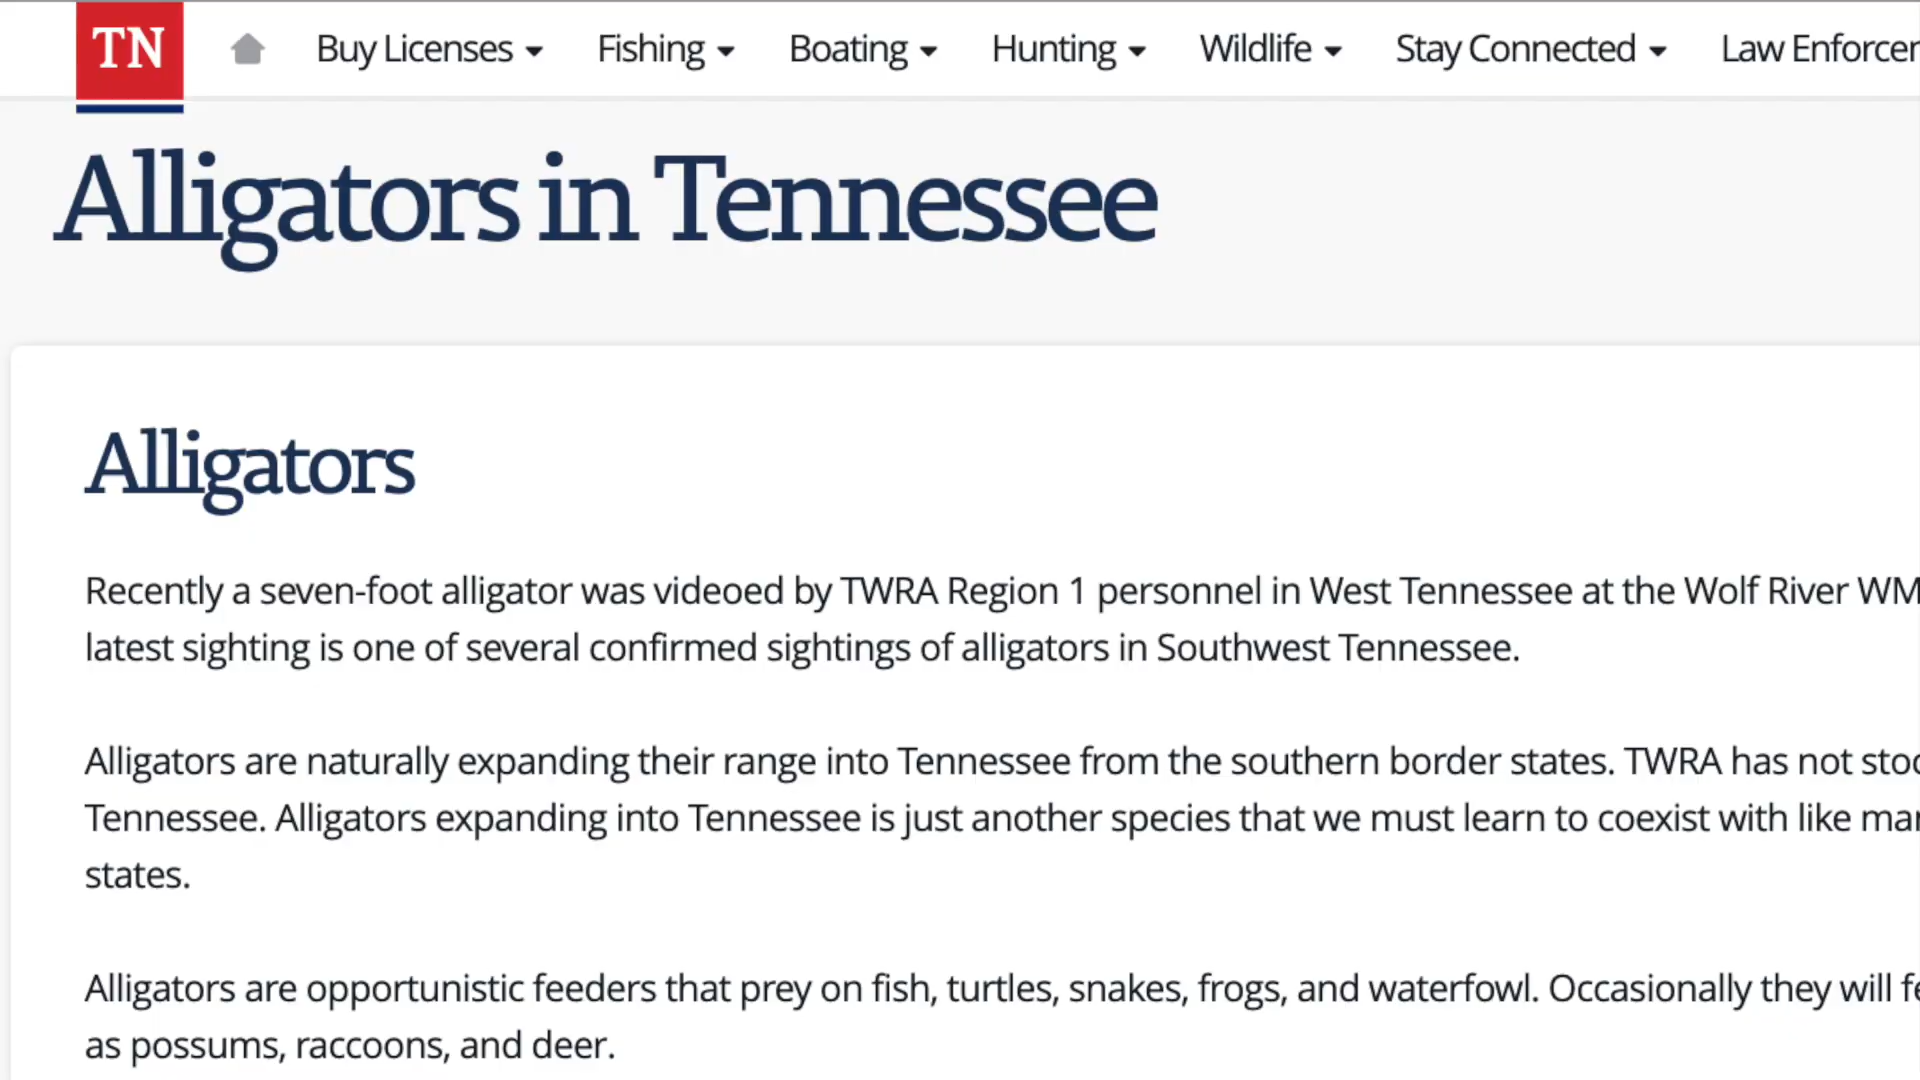 TN Buy Licenses Fishing Boating Hunting Wildlife Stay Connected Law
Alligators in Tennessee
Alligators
Recently a seven-foot alligator was videoed by TWRA Region 1 personnel in West Tennessee at the Wolf River
latest sighting is one of several confirmed sightings of alligators in Southwest Tennessee.
Alligators are naturally expanding their range into Tennessee from the southern border states. TWRA has not
Tennessee. Alligators expanding into Tennessee is just another species that we must learn to coexist with like
states.
Alligators are opportunistic feeders that prey on fish, turtles, snakes, frogs, and waterfowl. Occasionally they will
as possums, raccoons, and deer.